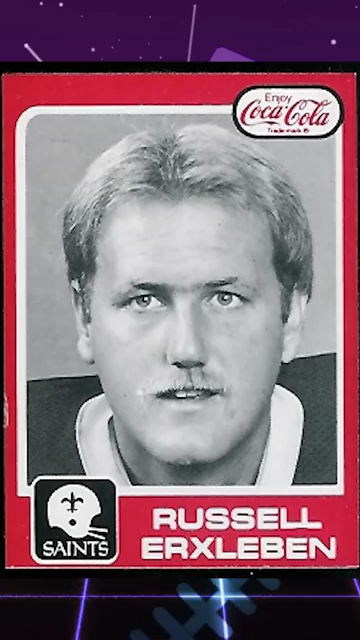 Enjoy
Coca-Cola
Trade-mark ®
SAINTS
RUSSELL
ERXLEBEN